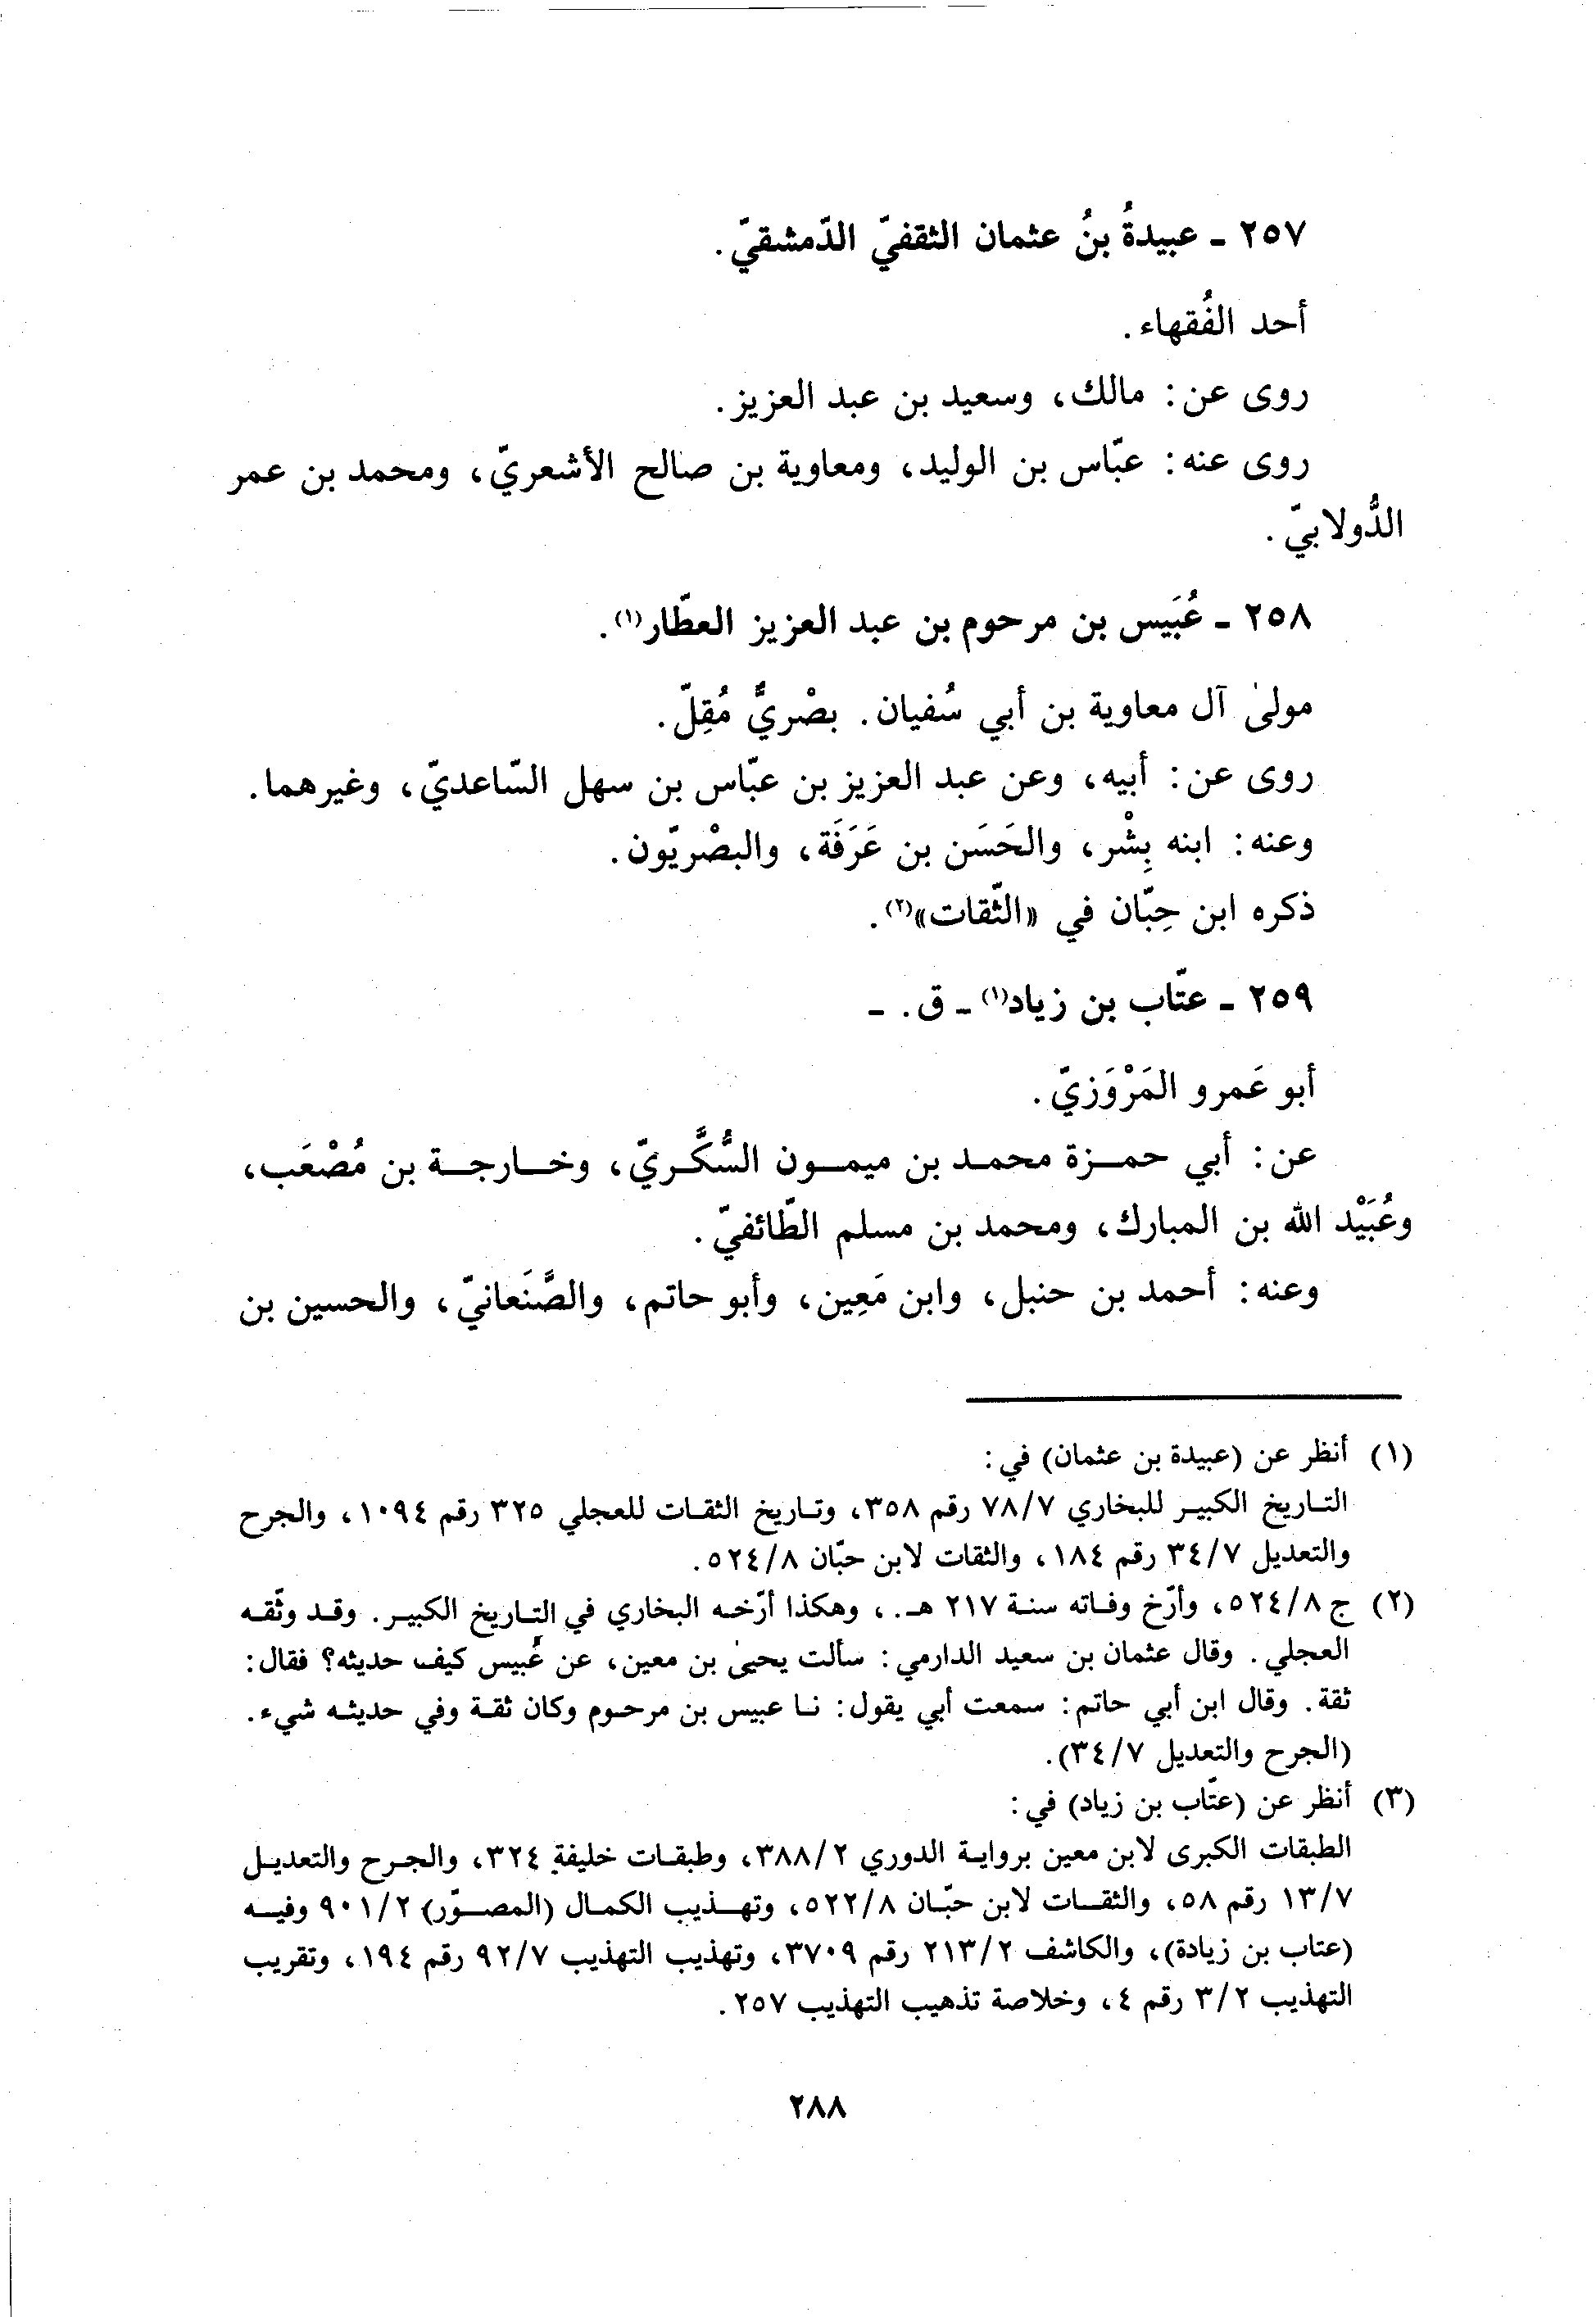 ٢٥٧ - عبيدةُ بنُ عثمان الثقفيّ الدّمشقيّ.
أحد الفُقهاء.
روى عن: مالك، وسعيد بن عبد العزيز.
روى عنه: عبّاس بن الوليد، ومعاوية بن صالح الأشعريّ، ومحمد بن عمر
الدُّولابيّ.
٢٥٨ - عُبَيس بن مرحوم بن عبد العزيز العطّار(١).
مولىٰ آل معاوية بن أبي سُفيان. بصْريٌّ مُقِلّ.
روى عن: أبيه، وعن عبد العزيز بن عبّاس بن سهل السّاعديّ، وغيرهما.
وعنه: ابنه بِشْر، والحَسَن بن عَرَفَة، والبصْريّون.
ذكره ابن حِبّان في «الثّقات»(٢).
٢٥٩ - عتّاب بن زياد(١) - ق. -
أبو عَمرو المَرْوَزيّ.
عن: أبي حمزة محمد بن ميمون السُّكَّريّ، وخارجة بن مُصْعَب،
وعُبَيْد الله بن المبارك، ومحمد بن مسلم الطّائفيّ.
وعنه: أحمد بن حنبل، وابن مَعِين، وأبو حاتم، والصَّنَعانيّ، والحسين بن
(١) أنظر عن (عبيدة بن عثمان) في:
التاريخ الكبير للبخاري ٧٨/٧ رقم ٣٥٨، وتاريخ الثقات للعجلي ٣٢٥ رقم ١٠٩٤، والجرح
والتعديل ٣٤/٧ رقم ١٨٤، والثقات لابن حبّان ٥٢٤/٨.
(٢) ج ٥٢٤/٨، وأرّخ وفاته سنة ٢١٧ هـ.، وهكذا أرّخه البخاري في التاريخ الكبير. وقد وثّقه
العجلي. وقال عثمان بن سعيد الدارمي: سألت يحيىٰ بن معين، عن عُبيس كيف حديثه؟ فقال:
ثقة. وقال ابن أبي حاتم: سمعت أبي يقول: نا عبيس بن مرحوم وكان ثقة وفي حديثه شيء.
(الجرح والتعديل ٣٤/٧).
(٣) أنظر عن (عتّاب بن زياد) في:
الطبقات الكبرى لابن معين برواية الدوري ٣٨٨/٢، وطبقات خليفة ٣٢٤، والجرح والتعديل
١٣/٧ رقم ٥٨، والثقات لابن حبّان ٥٢٢/٨، وتهذيب الكمال (المصوّر) ٩٠١/٢ وفيه
(عتاب بن زيادة)، والكاشف ٢١٣/٢ رقم ٣٧٠٩، وتهذيب التهذيب ٩٢/٧ رقم ١٩٤، وتقريب
التهذيب ٣/٢ رقم ٤، وخلاصة تذهيب التهذيب ٢٥٧.
٢٨٨